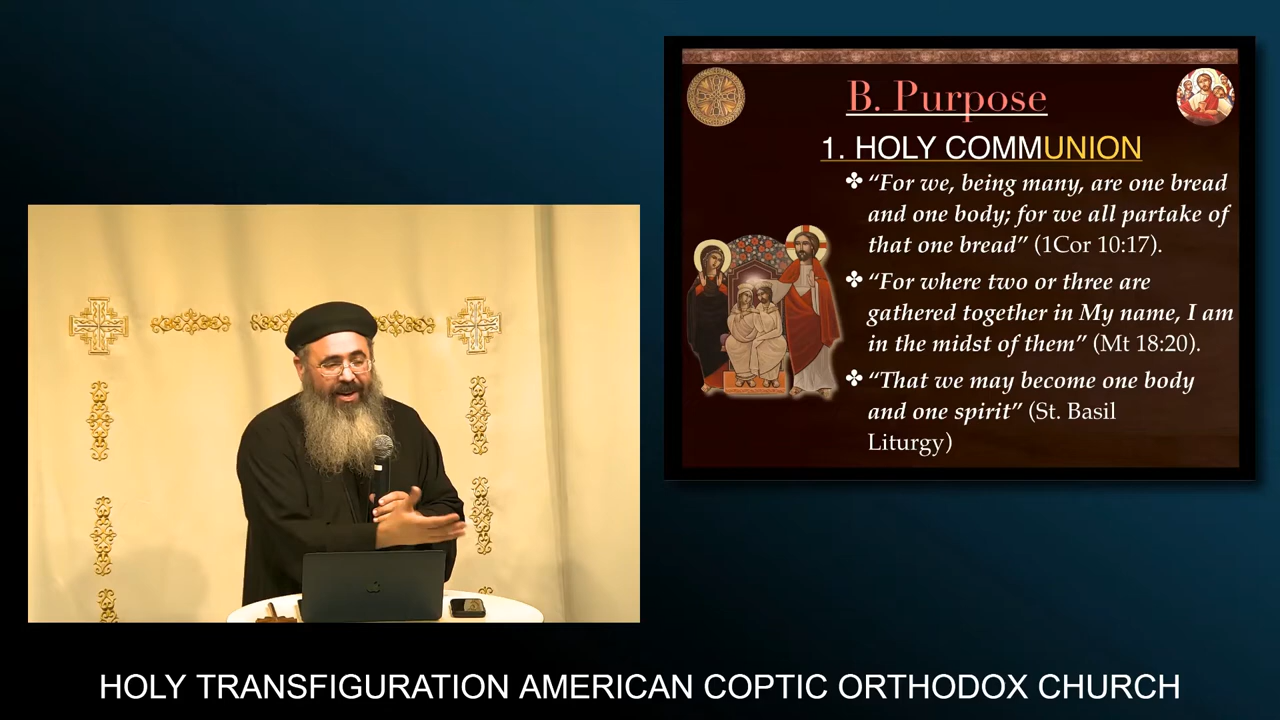 B. Purpose
1. HOLY COMMUNION
✤ “For we, being many, are one bread
and one body; for we all partake of
that one bread” (1Cor 10:17).
✤ “For where two or three are
gathered together in My name, I am
in the midst of them” (Mt 18:20).
✤ “That we may become one body
and one spirit” (St. Basil
Liturgy)
HOLY TRANSFIGURATION AMERICAN COPTIC ORTHODOX CHURCH